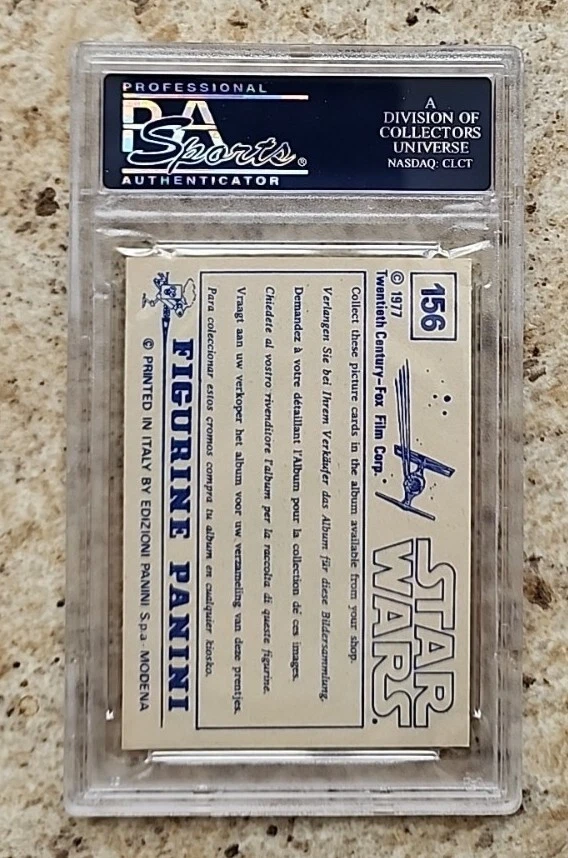 PROFESSIONAL
PSA
Sports®
AUTHENTICATOR
A
DIVISION OF
COLLECTORS
UNIVERSE
NASDAQ: CLCT
156
© 1977
Twentieth Century-Fox Film Corp.
STAR
WARS.
Collect these picture cards in the album available from your shop.
Verlangen Sie bei Ihrem Verkäufer das Album für diese Bildersammlung.
Demandez à votre détaillant l'Album pour la collection de ces images.
Chiedete al vostro rivenditore l'album per la raccolta di queste figurine.
Vraagt aan uw verkoper het album voor uw verzameling van deze prentjes.
Para coleccionar estos cromos compra tu album en cualquier kiosko.
FIGURINE PANINI
© PRINTED IN ITALY BY EDIZIONI PANINI S.p.a - MODENA